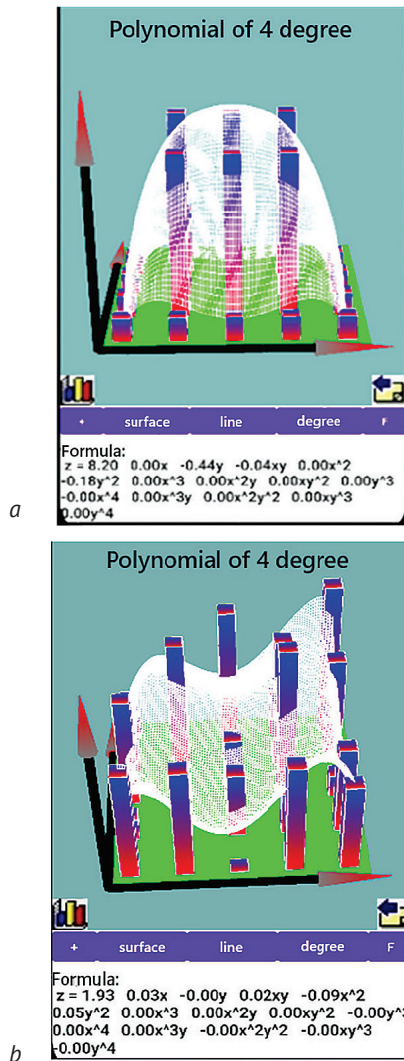 Polynomial of 4 degree
+ surface line degree F
Formula:
z = 8.20 0.00x -0.44y -0.04xy 0.00x^2
-0.18y^2 0.00x^3 0.00x^2y 0.00xy^2 0.00y^3
-0.00x^4 0.00x^3y 0.00x^2y^2 0.00xy^3
0.00y^4
a
Polynomial of 4 degree
+ surface line degree F
Formula:
z = 1.93 0.03x -0.00y 0.02xy -0.09x^2
0.05y^2 0.00x^3 0.00x^2y 0.00xy^2 -0.00y^3
0.00x^4 0.00x^3y -0.00x^2y^2 -0.00xy^3
-0.00y^4
b